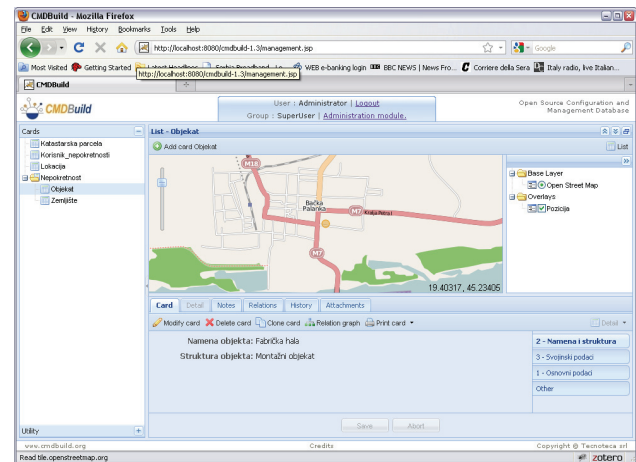 CMDBuild - Mozilla Firefox
File Edit View History Bookmarks Tools Help
http://localhost:8080/cmdbuild-1.3/management.jsp
Google
Most Visited Getting Started WEB e-banking login BBC NEWS | News Fro... Corriere della Sera Italy radio, live Italian...
http://localhost:8080/cmdbuild-1.3/management.jsp
CMDBuild
CMDBuild
User : Administrator | Logout
Group : SuperUser | Administration module.
Open Source Configuration and
Management Database
Cards
Katastarska parcela
Korisnik_nepokretnosti
Lokacija
Nepokretnost
Objekat
Zemljište
Utility
List - Objekat
Add card Objekat
List
M18
Bačka
Palanka
M7
Kralja Petra I
M7
19.40317, 45.23405
Base Layer
Open Street Map
Overlays
Pozicija
Card Detail Notes Relations History Attachments
Modify card Delete card Clone card Relation graph Print card
Detail
Namena objekta: Fabrička hala
Struktura objekta: Montažni objekat
2 - Namena i struktura
3 - Svojinski podaci
1 - Osnovni podaci
Other
Save Abort
www.cmdbuild.org
Credits
Copyright © Tecnoteca srl
Read tile.openstreetmap.org
zotero